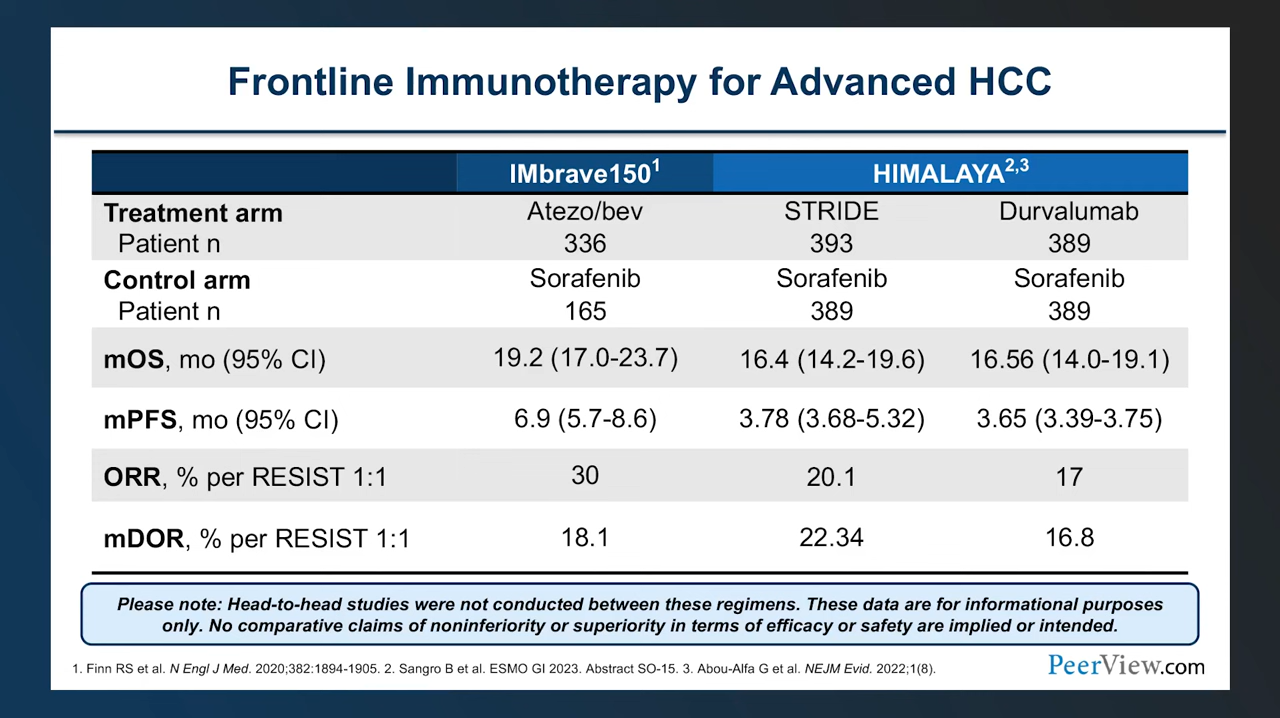 Frontline Immunotherapy for Advanced HCC
IMbrave150¹ HIMALAYA²,³
Treatment arm Atezo/bev STRIDE Durvalumab
Patient n 336 393 389
Control arm Sorafenib Sorafenib Sorafenib
Patient n 165 389 389
mOS, mo (95% CI) 19.2 (17.0-23.7) 16.4 (14.2-19.6) 16.56 (14.0-19.1)
mPFS, mo (95% CI) 6.9 (5.7-8.6) 3.78 (3.68-5.32) 3.65 (3.39-3.75)
ORR, % per RESIST 1:1 30 20.1 17
mDOR, % per RESIST 1:1 18.1 22.34 16.8
Please note: Head-to-head studies were not conducted between these regimens. These data are for informational purposes
only. No comparative claims of noninferiority or superiority in terms of efficacy or safety are implied or intended.
1. Finn RS et al. N Engl J Med. 2020;382:1894-1905. 2. Sangro B et al. ESMO GI 2023. Abstract SO-15. 3. Abou-Alfa G et al. NEJM Evid. 2022;1(8).
PeerView.com